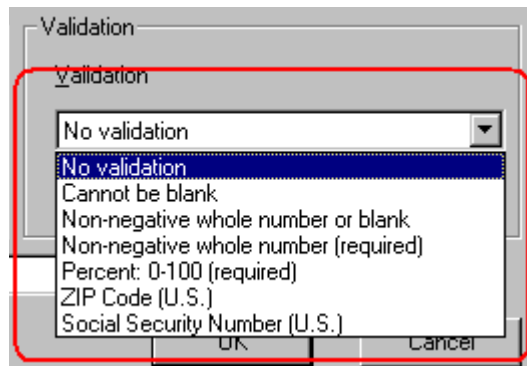 Validation
Validation
No validation
No validation
Cannot be blank
Non-negative whole number or blank
Non-negative whole number (required)
Percent: 0-100 (required)
ZIP Code (U.S.)
Social Security Number (U.S.)
OK
Cancel